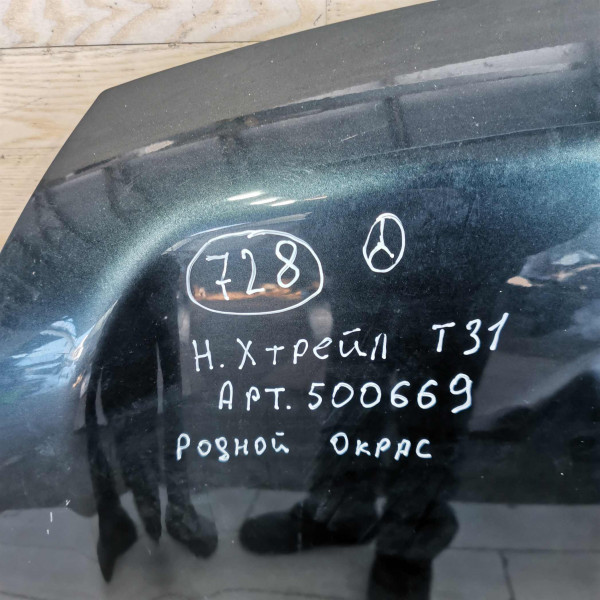 728
Н. Хтрейл Т31
Арт. 500669
Родной окрас